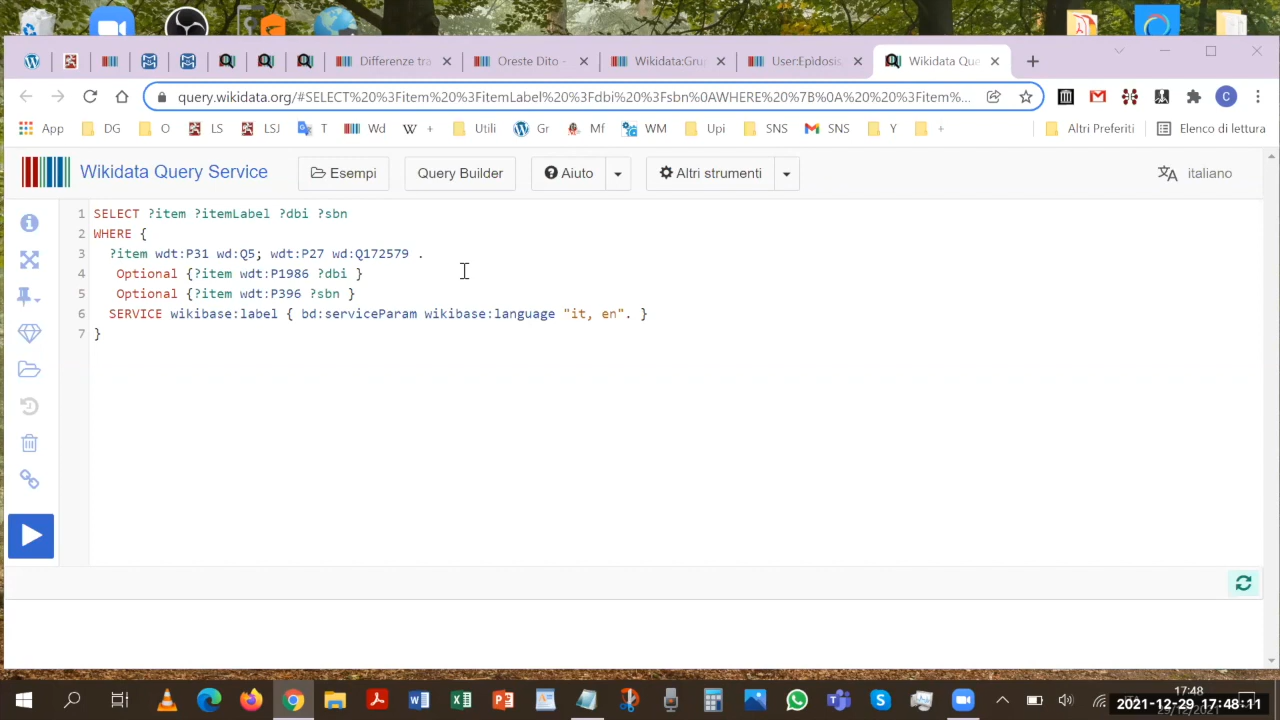 Differenze tra
Oreste Dito -
Wikidata:Gru
User:Epidosis
Wikidata Que
query.wikidata.org/#SELECT%20%3Fitem%20%3FitemLabel%20%3Fdbi%20%3Fsbn%0AWHERE%20%7B%0A%20%20%3Fitem%...
App DG O LS LSJ T Wd + Utili Gr Mf WM Upi SNS SNS Y + Altri Preferiti Elenco di lettura
Wikidata Query Service Esempi Query Builder Aiuto Altri strumenti italiano
1 SELECT ?item ?itemLabel ?dbi ?sbn
2 WHERE {
3 ?item wdt:P31 wd:Q5; wdt:P27 wd:Q172579 .
4 Optional {?item wdt:P1986 ?dbi }
5 Optional {?item wdt:P396 ?sbn }
6 SERVICE wikibase:label { bd:serviceParam wikibase:language "it, en". }
7 }
17:48
2021-12-29 17:48:11